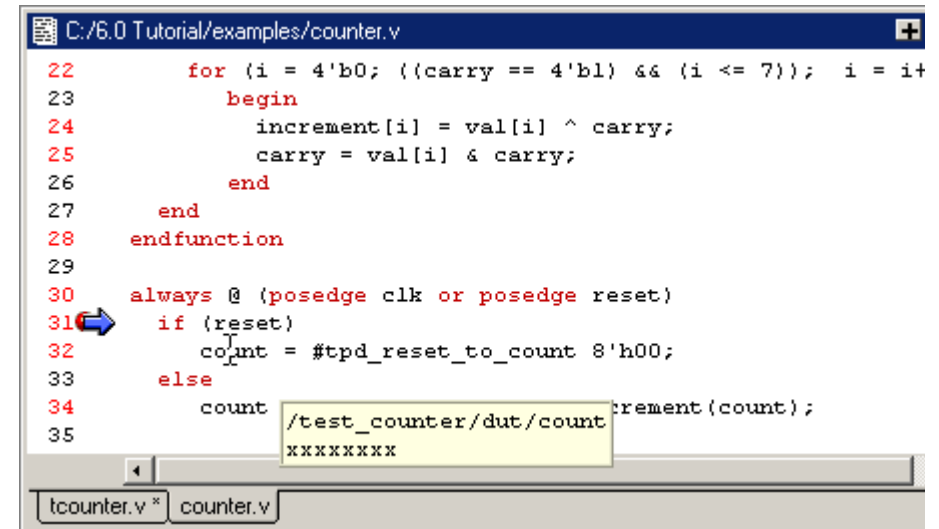 C:/6.0 Tutorial/examples/counter.v
22 for (i = 4'b0; ((carry == 4'b1) && (i <= 7)); i = i+
23 begin
24 increment[i] = val[i] ^ carry;
25 carry = val[i] & carry;
26 end
27 end
28 endfunction
29
30 always @ (posedge clk or posedge reset)
31 if (reset)
32 count = #tpd_reset_to_count 8'h00;
33 else
34 count crement(count);
/test_counter/dut/count
xxxxxxxx
35
tcounter.v * counter.v